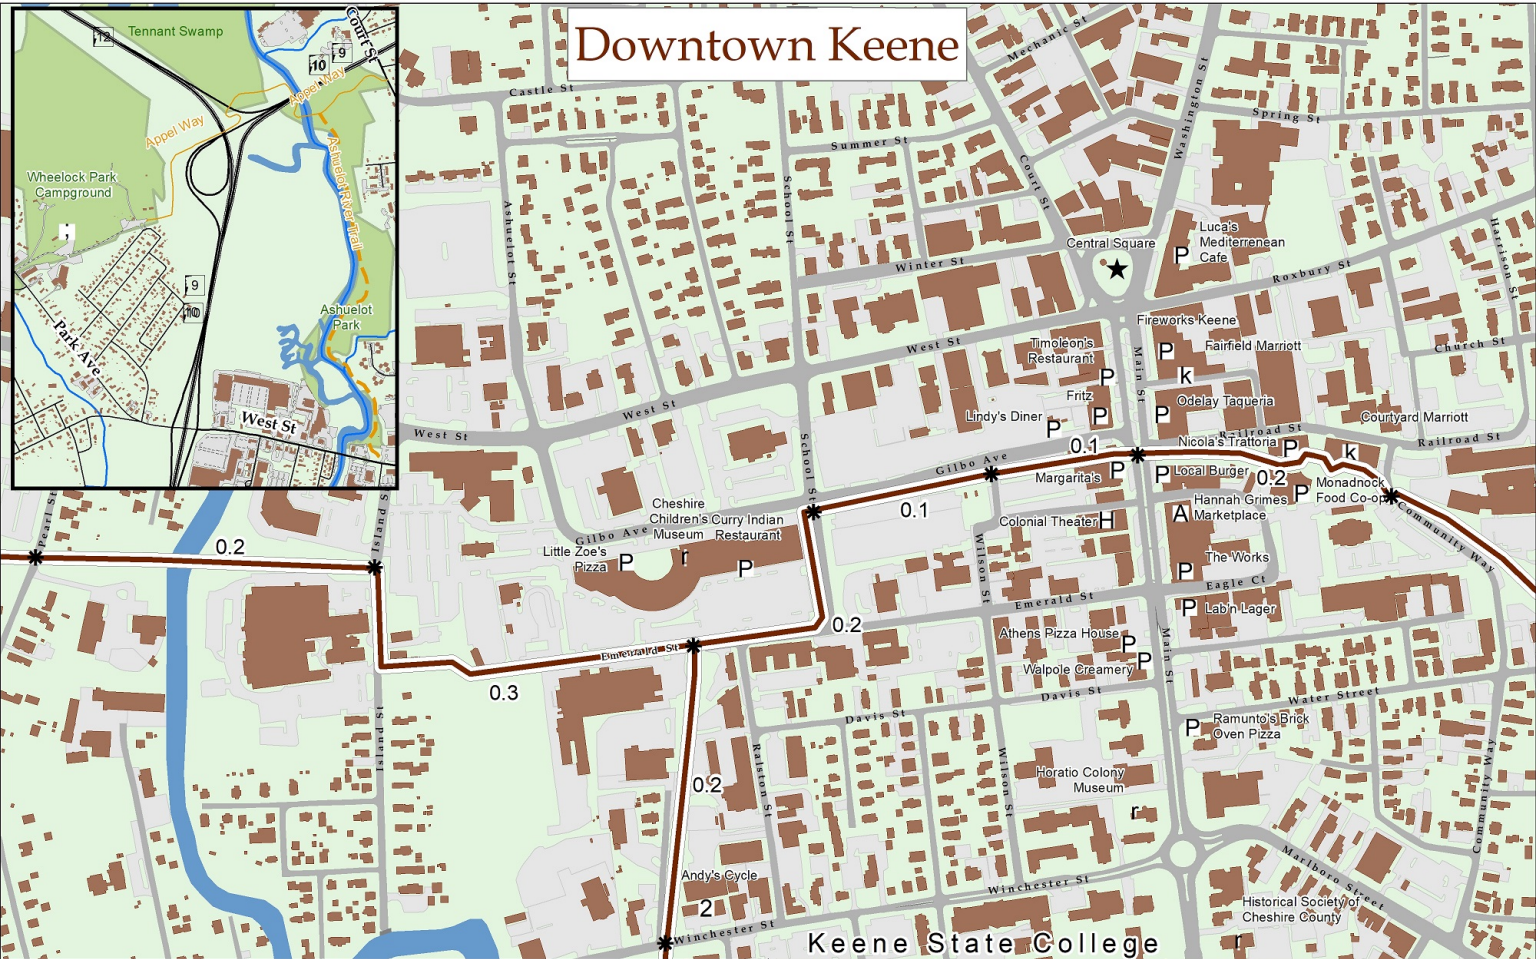 Downtown Keene
Tennant Swamp
12
Court St
9
10
Appel Way
Appel Way
Ashuelot River Trail
Wheelock Park
Campground
;
9
10
Ashuelot
Park
Park Ave
West St
Castle St
Mechanic St
Washington St
Spring St
Summer St
Court St
School St
Ashuelot St
Harrison St
Central Square
Luca's
Mediterrenean
Cafe
P
Winter St
Roxbury St
Fireworks Keene
Timoleon's
Restaurant
P
West St
Main St
P
Fairfield Marriott
Church St
k
Fritz
P
Odelay Taqueria
P
Lindy's Diner
P
Courtyard Marriott
West St
West St
School St
Railroad St
Railroad St
Nicola's Trattoria
P
k
0.1
Gilbo Ave
Margarita's
P
P
Local Burger
0.2
P
Monadnock
Food Co-op
Hannah Grimes
Marketplace
A
Colonial Theater
H
0.1
Community Way
Cheshire
Children's
Museum
r
Curry Indian
Restaurant
P
Gilbo Ave
Little Zoe's
Pizza
P
Pearl St
Island St
0.2
Wilson St
The Works
P
Eagle Ct
Emerald St
P
Lab'n Lager
0.2
Athens Pizza House
P
Walpole Creamery
P
Emerald St
Main St
0.3
Davis St
Davis St
Water Street
P
Ramunto's Brick
Oven Pizza
Island St
Ralston St
Wilson St
0.2
Horatio Colony
Museum
r
Community Way
Marlboro Street
Andy's Cycle
2
Winchester St
Winchester St
Historical Society of
Cheshire County
r
Keene State College